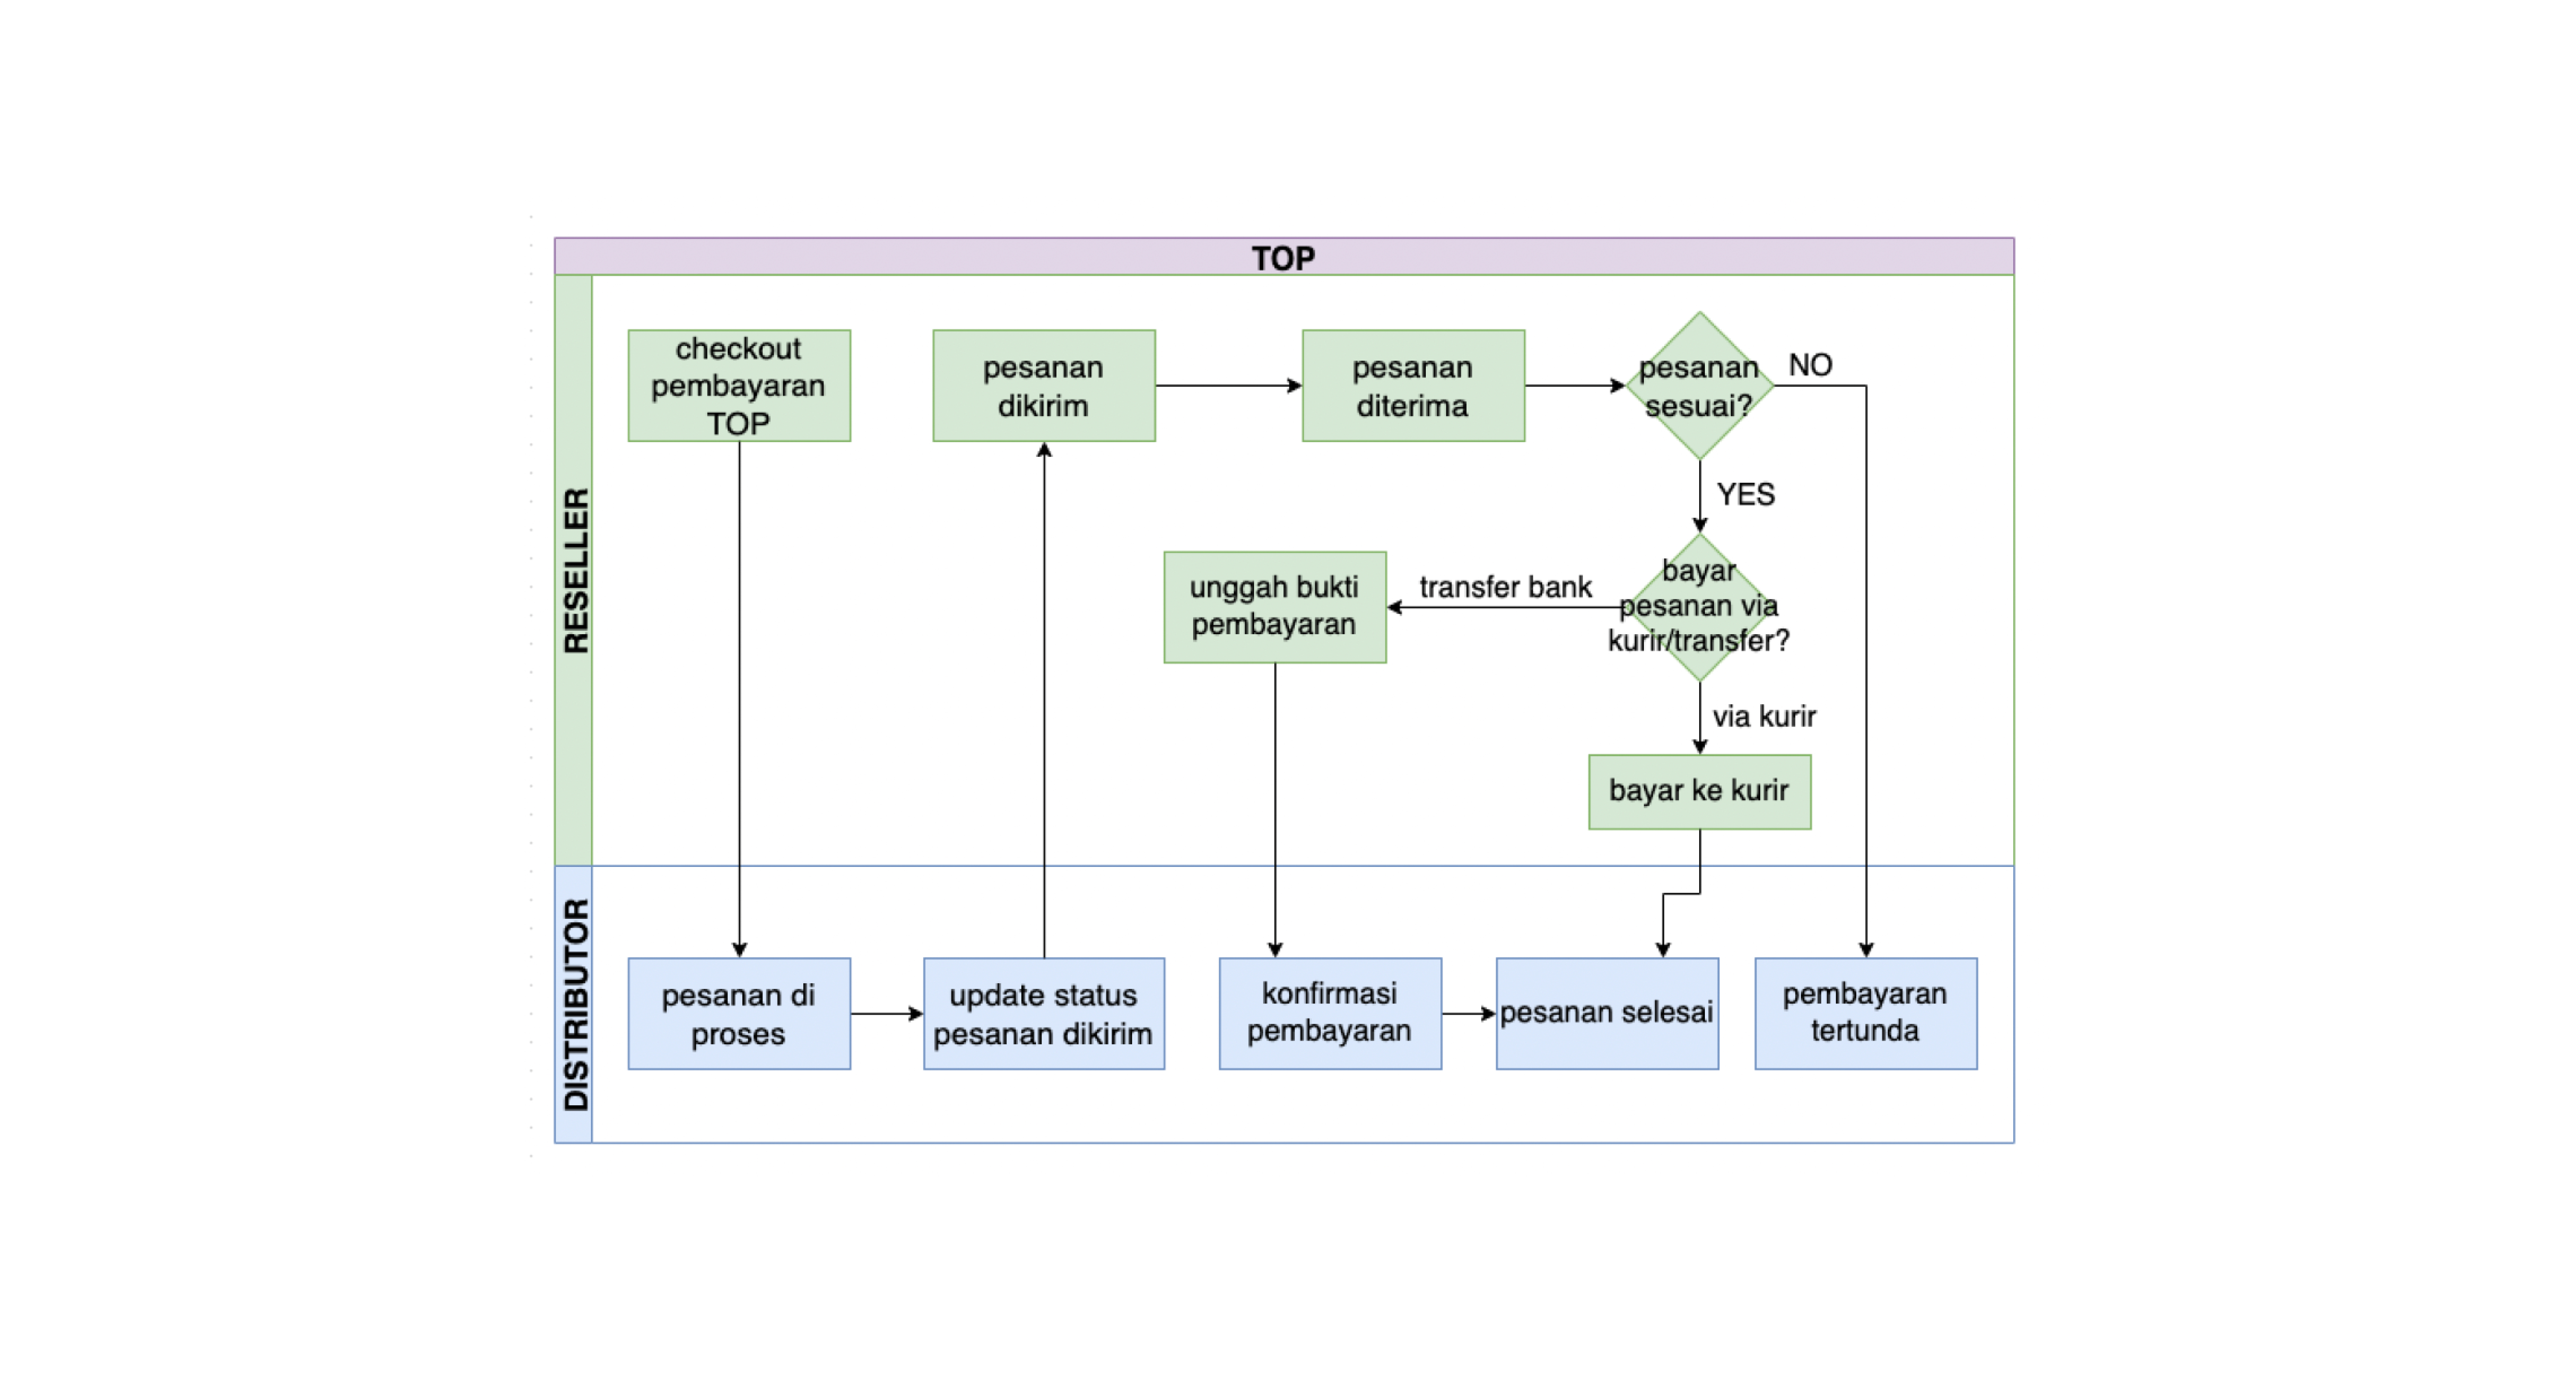 TOP
RESELLER
checkout
pembayaran
TOP
pesanan
dikirim
pesanan
diterima
pesanan
sesuai?
NO
YES
unggah bukti
pembayaran
transfer bank
bayar
pesanan via
kurir/transfer?
via kurir
bayar ke kurir
DISTRIBUTOR
pesanan di
proses
update status
pesanan dikirim
konfirmasi
pembayaran
pesanan selesai
pembayaran
tertunda